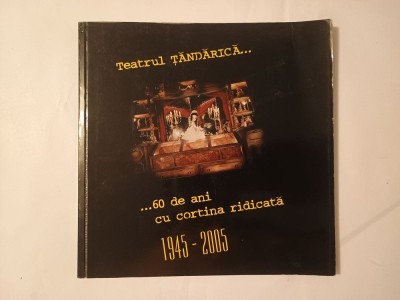 Teatrul ȚĂNDĂRICĂ...
...60 de ani
cu cortina ridicată
1945 - 2005